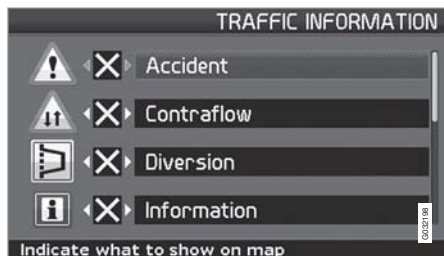 TRAFFIC INFORMATION
Accident
Contraflow
Diversion
Information
G032198
Indicate what to show on map